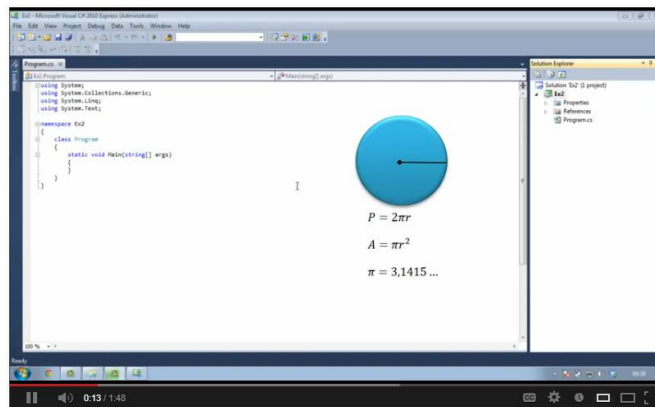 Ex2 - Microsoft Visual C# 2010 Express (Administrator)
File Edit View Project Debug Data Tools Window Help
Toolbox
Program.cs
Ex2.Program
Main(string[] args)
using System;
using System.Collections.Generic;
using System.Linq;
using System.Text;
namespace Ex2
{
class Program
{
static void Main(string[] args)
{
}
}
}
P = 2πr
A = πr²
π = 3,1415 ...
Solution Explorer
Solution 'Ex2' (1 project)
Ex2
Properties
References
Program.cs
100 %
Ready
0:13 / 1:48
CC